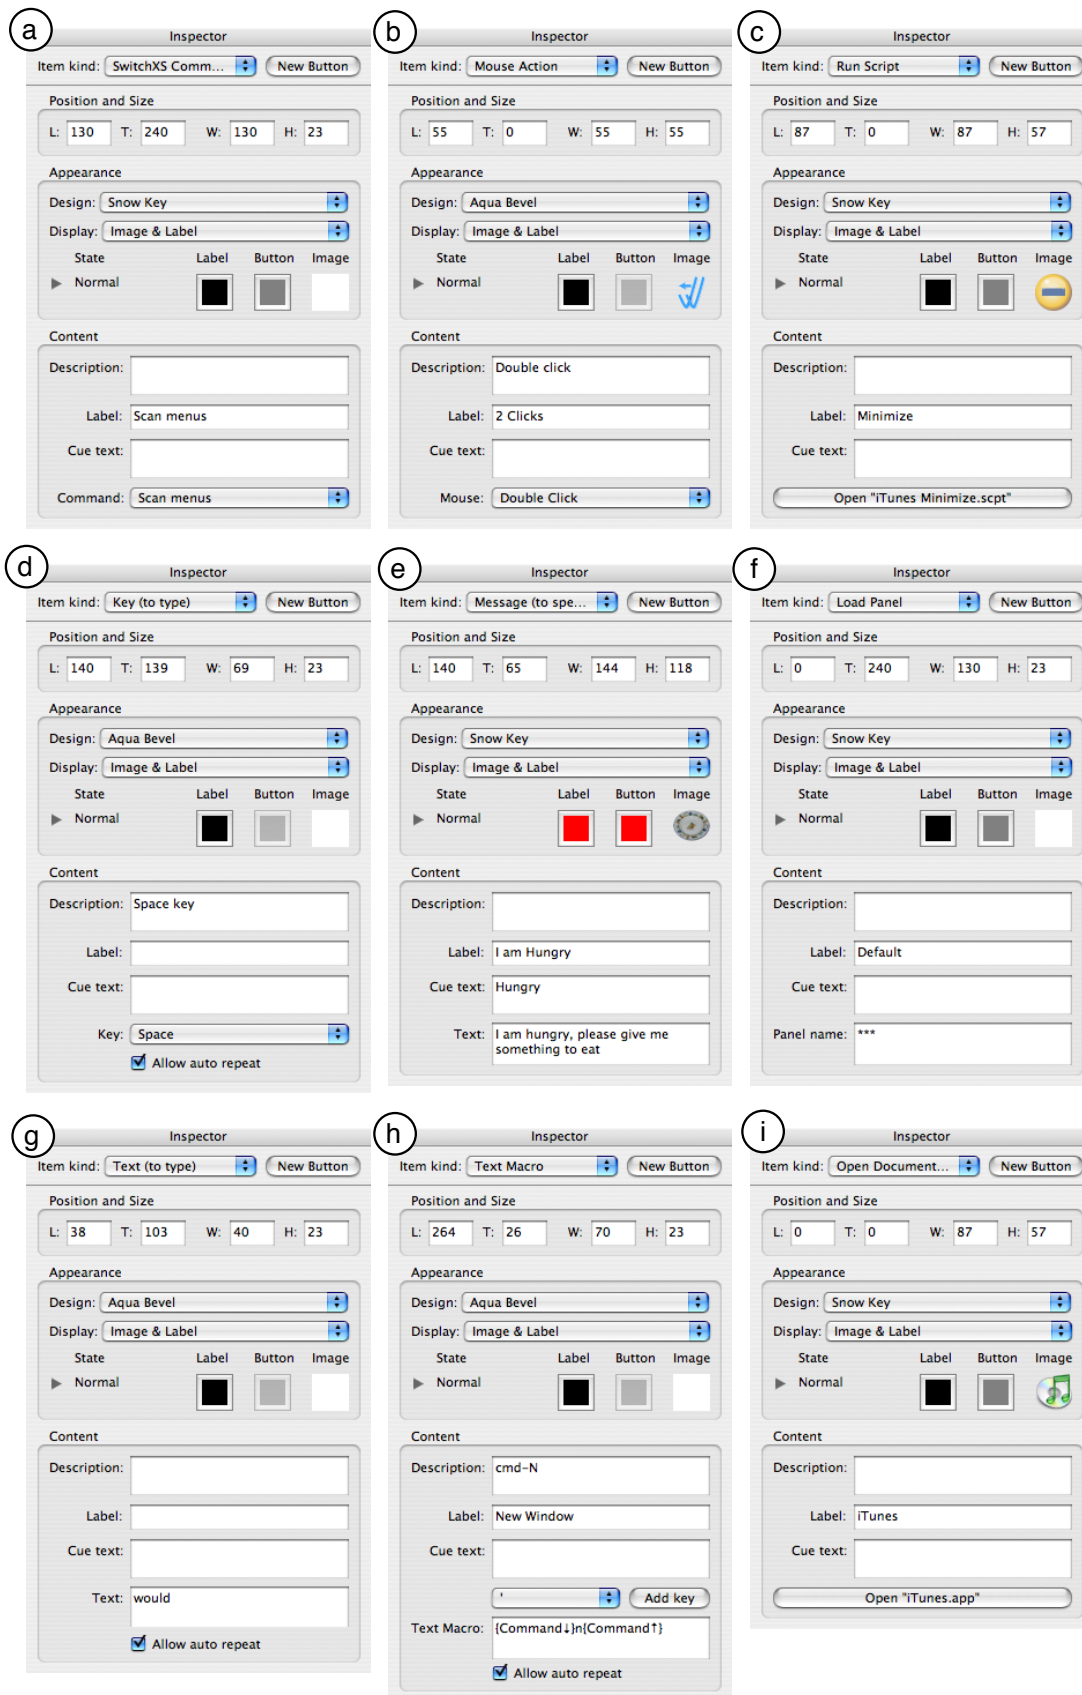 a
Inspector
Item kind: SwitchXS Comm... New Button
Position and Size
L: 130 T: 240 W: 130 H: 23
Appearance
Design: Snow Key
Display: Image & Label
State Label Button Image
Normal
Content
Description:
Label: Scan menus
Cue text:
Command: Scan menus
b
Inspector
Item kind: Mouse Action New Button
Position and Size
L: 55 T: 0 W: 55 H: 55
Appearance
Design: Aqua Bevel
Display: Image & Label
State Label Button Image
Normal
Content
Description: Double click
Label: 2 Clicks
Cue text:
Mouse: Double Click
c
Inspector
Item kind: Run Script New Button
Position and Size
L: 87 T: 0 W: 87 H: 57
Appearance
Design: Snow Key
Display: Image & Label
State Label Button Image
Normal
Content
Description:
Label: Minimize
Cue text:
Open "iTunes Minimize.scpt"
d
Inspector
Item kind: Key (to type) New Button
Position and Size
L: 140 T: 139 W: 69 H: 23
Appearance
Design: Aqua Bevel
Display: Image & Label
State Label Button Image
Normal
Content
Description: Space key
Label:
Cue text:
Key: Space
Allow auto repeat
e
Inspector
Item kind: Message (to spe... New Button
Position and Size
L: 140 T: 65 W: 144 H: 118
Appearance
Design: Snow Key
Display: Image & Label
State Label Button Image
Normal
Content
Description:
Label: I am Hungry
Cue text: Hungry
Text: I am hungry, please give me
something to eat
f
Inspector
Item kind: Load Panel New Button
Position and Size
L: 0 T: 240 W: 130 H: 23
Appearance
Design: Snow Key
Display: Image & Label
State Label Button Image
Normal
Content
Description:
Label: Default
Cue text:
Panel name: ***
g
Inspector
Item kind: Text (to type) New Button
Position and Size
L: 38 T: 103 W: 40 H: 23
Appearance
Design: Aqua Bevel
Display: Image & Label
State Label Button Image
Normal
Content
Description:
Label:
Cue text:
Text: would
Allow auto repeat
h
Inspector
Item kind: Text Macro New Button
Position and Size
L: 264 T: 26 W: 70 H: 23
Appearance
Design: Aqua Bevel
Display: Image & Label
State Label Button Image
Normal
Content
Description: cmd-N
Label: New Window
Cue text:
' Add key
Text Macro: {Command↓}n{Command↑}
Allow auto repeat
i
Inspector
Item kind: Open Document... New Button
Position and Size
L: 0 T: 0 W: 87 H: 57
Appearance
Design: Snow Key
Display: Image & Label
State Label Button Image
Normal
Content
Description:
Label: iTunes
Cue text:
Open "iTunes.app"